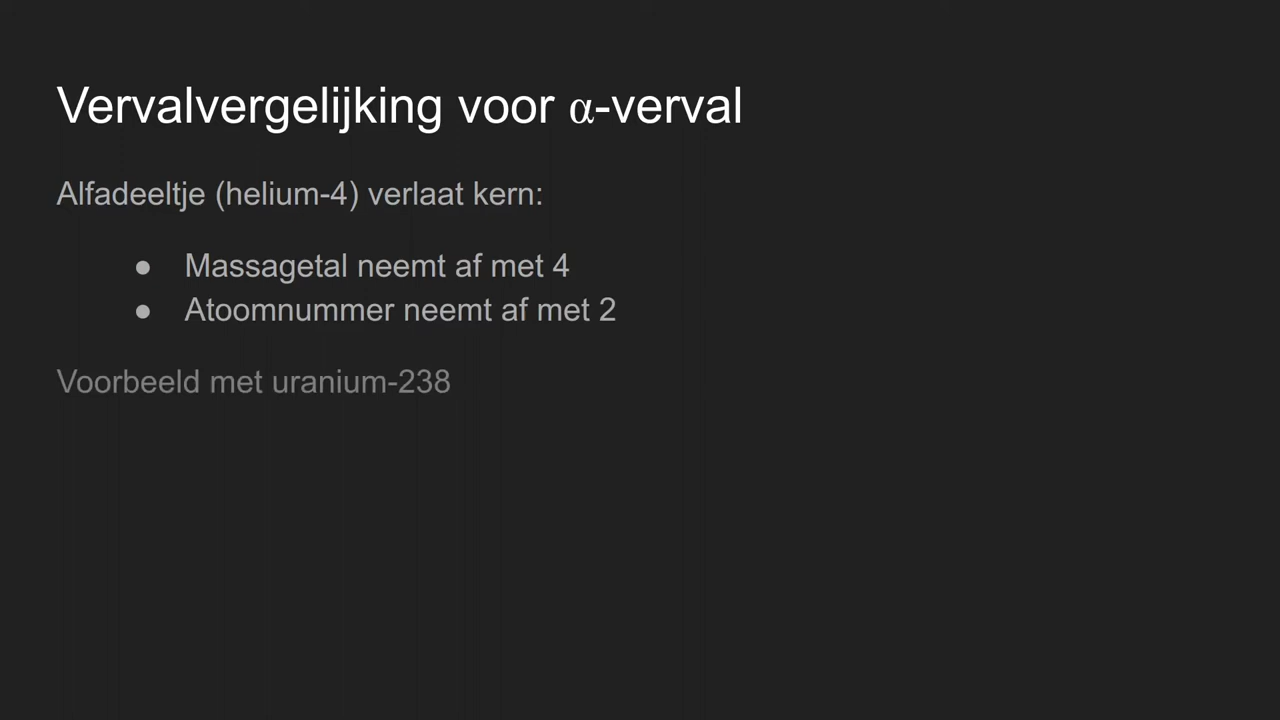 Vervalvergelijking voor α-verval
Alfadeeltje (helium-4) verlaat kern:
● Massagetal neemt af met 4
● Atoomnummer neemt af met 2
Voorbeeld met uranium-238